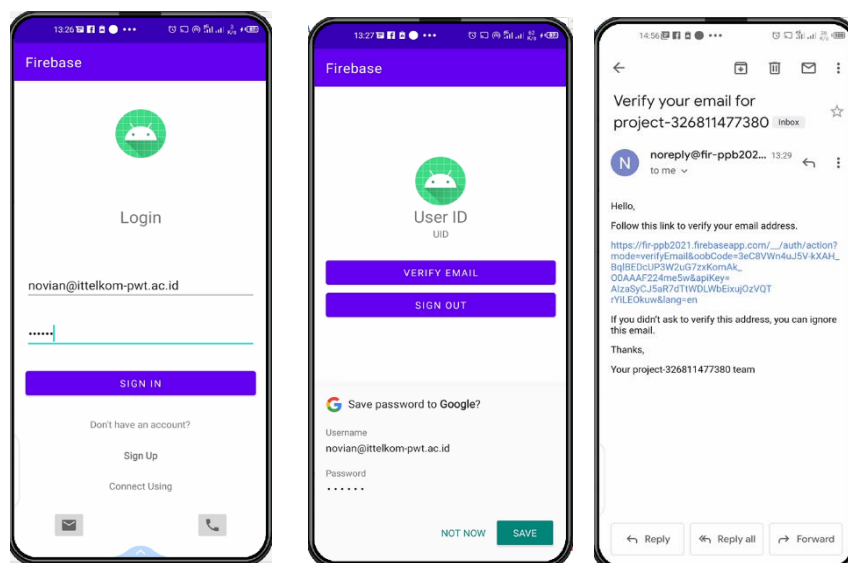 13:26
Firebase
Login
novian@ittelkom-pwt.ac.id
••••••
SIGN IN
Don't have an account?
Sign Up
Connect Using
13:27
Firebase
User ID
UID
VERIFY EMAIL
SIGN OUT
Save password to Google?
Username
novian@ittelkom-pwt.ac.id
Password
••••••
NOT NOW
SAVE
14:56
Verify your email for
project-326811477380 Inbox
N
noreply@fir-ppb202... 13:29
to me
Hello,
Follow this link to verify your email address.
https://fir-ppb2021.firebaseapp.com/__/auth/action?
mode=verifyEmail&oobCode=3eC8VWn4uJ5V-kXAH_
BqlBEDcUP3W2uG7zxKomAk_
O0AAAF224me5w&apiKey=
AIzaSyCJ5aR7dTtWDLWbEixujOzVQT
rYiLEOkuw&lang=en
If you didn't ask to verify this address, you can ignore
this email.
Thanks,
Your project-326811477380 team
Reply
Reply all
Forward